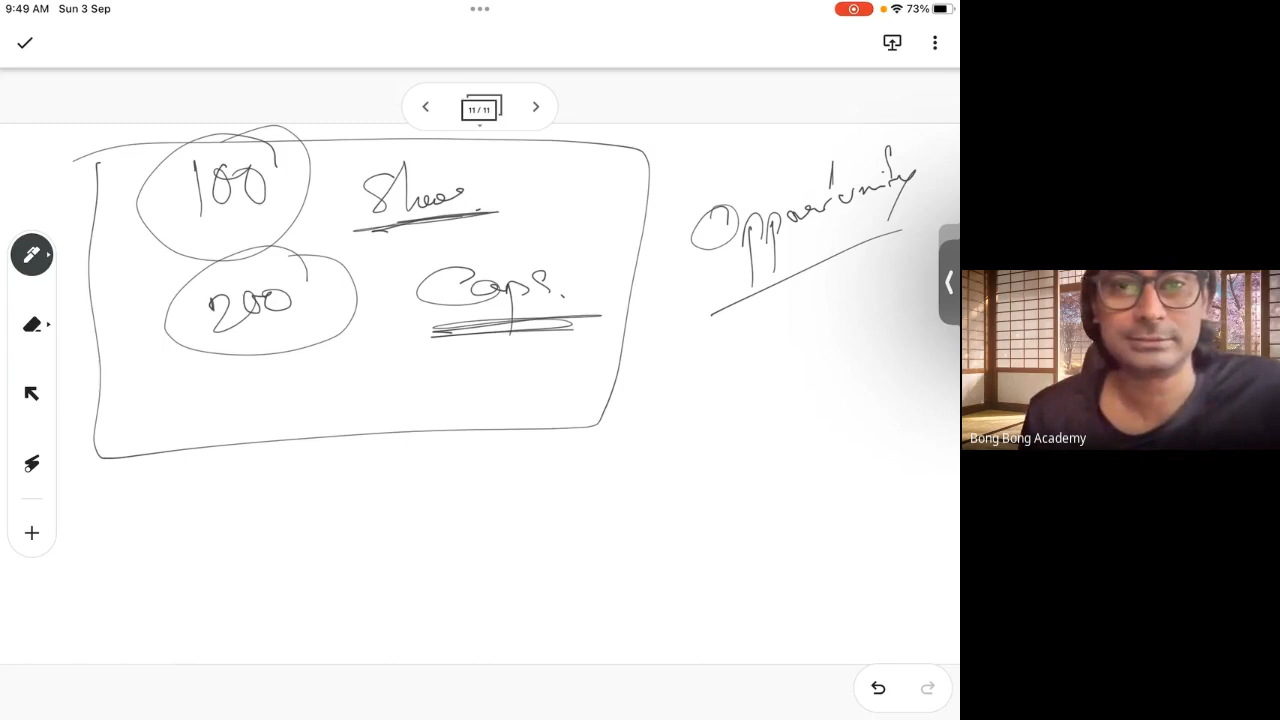 9:49 AM Sun 3 Sep
73%
11 / 11
100 Shoes.
200 Caps.
Opportunity
Bong Bong Academy